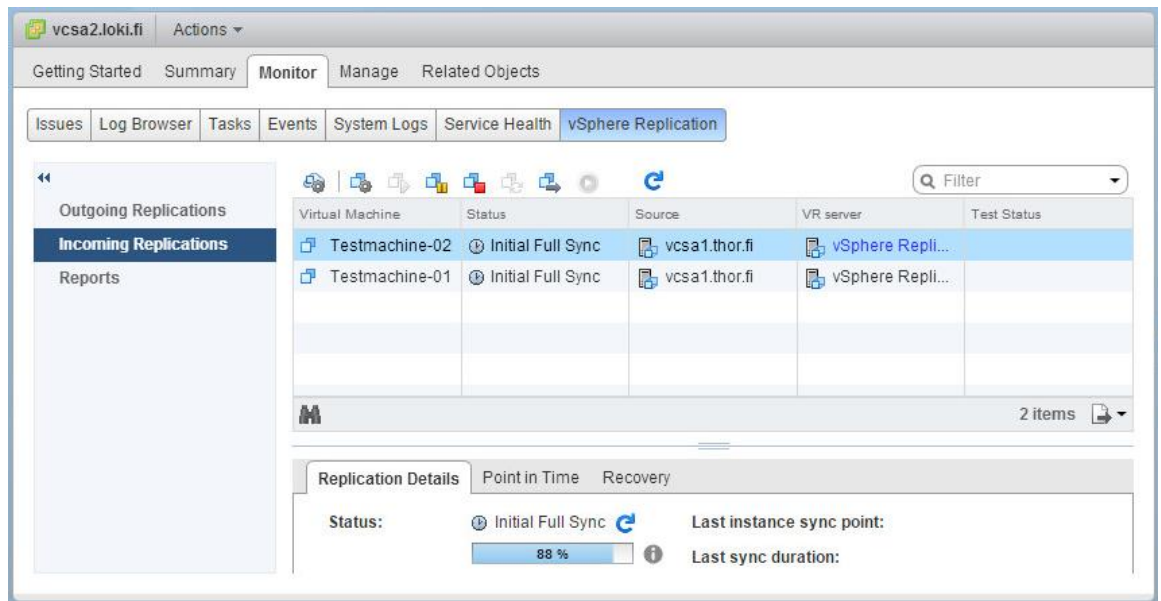 vcsa2.loki.fi Actions
Getting Started Summary Monitor Manage Related Objects
Issues Log Browser Tasks Events System Logs Service Health vSphere Replication
Filter
Outgoing Replications
Incoming Replications
Reports
Virtual Machine Status Source VR server Test Status
Testmachine-02 Initial Full Sync vcsa1.thor.fi vSphere Repli...
Testmachine-01 Initial Full Sync vcsa1.thor.fi vSphere Repli...
2 items
Replication Details Point in Time Recovery
Status: Initial Full Sync Last instance sync point:
88 % Last sync duration: